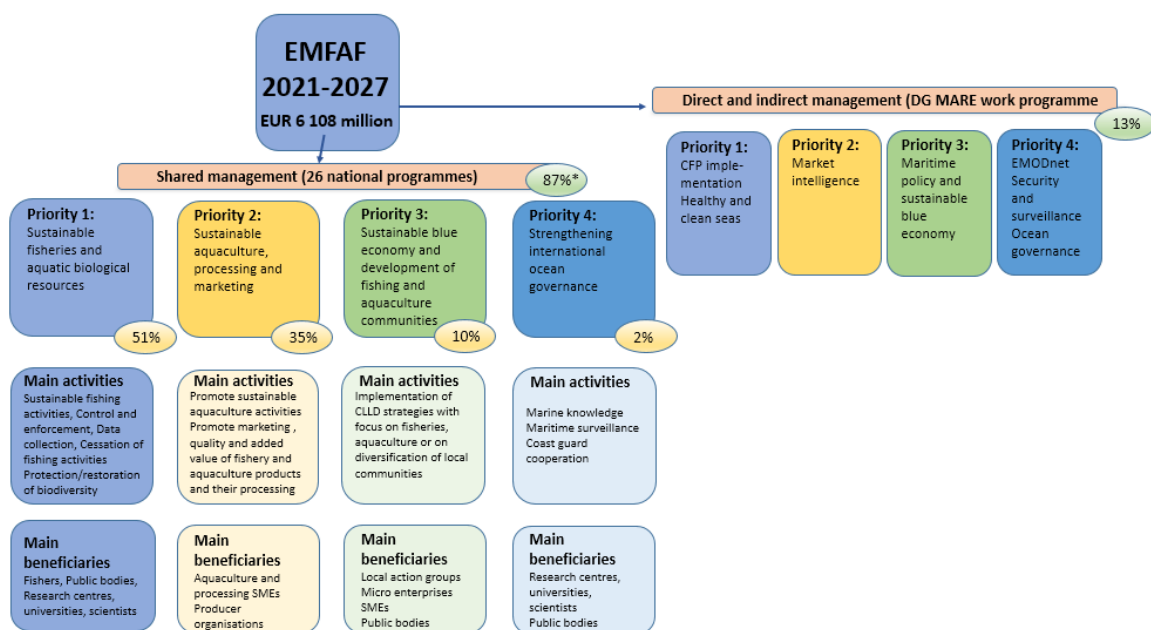 EMFAF
2021-2027
EUR 6 108 million
Direct and indirect management (DG MARE work programme
13%
Priority 1:
CFP imple-
mentation
Healthy and
clean seas
Priority 2:
Market
intelligence
Priority 3:
Maritime
policy and
sustainable
blue
economy
Priority 4:
EMODnet
Security
and
surveillance
Ocean
governance
Shared management (26 national programmes)
87%*
Priority 1:
Sustainable
fisheries and
aquatic biological
resources
51%
Priority 2:
Sustainable
aquaculture,
processing and
marketing
35%
Priority 3:
Sustainable blue
economy and
development of
fishing and
aquaculture
communities
10%
Priority 4:
Strengthening
international
ocean
governance
2%
Main activities
Sustainable fishing
activities, Control and
enforcement, Data
collection, Cessation of
fishing activities
Protection/restoration
of biodiversity
Main activities
Promote sustainable
aquaculture activities
Promote marketing ,
quality and added
value of fishery and
aquaculture products
and their processing
Main activities
Implementation of
CLLD strategies with
focus on fisheries,
aquaculture or on
diversification of local
communities
Main activities
Marine knowledge
Maritime surveillance
Coast guard
cooperation
Main
beneficiaries
Fishers, Public bodies,
Research centres,
universities, scientists
Main
beneficiaries
Aquaculture and
processing SMEs
Producer
organisations
Main
beneficiaries
Local action groups
Micro enterprises
SMEs
Public bodies
Main
beneficiaries
Research centres,
universities,
scientists
Public bodies